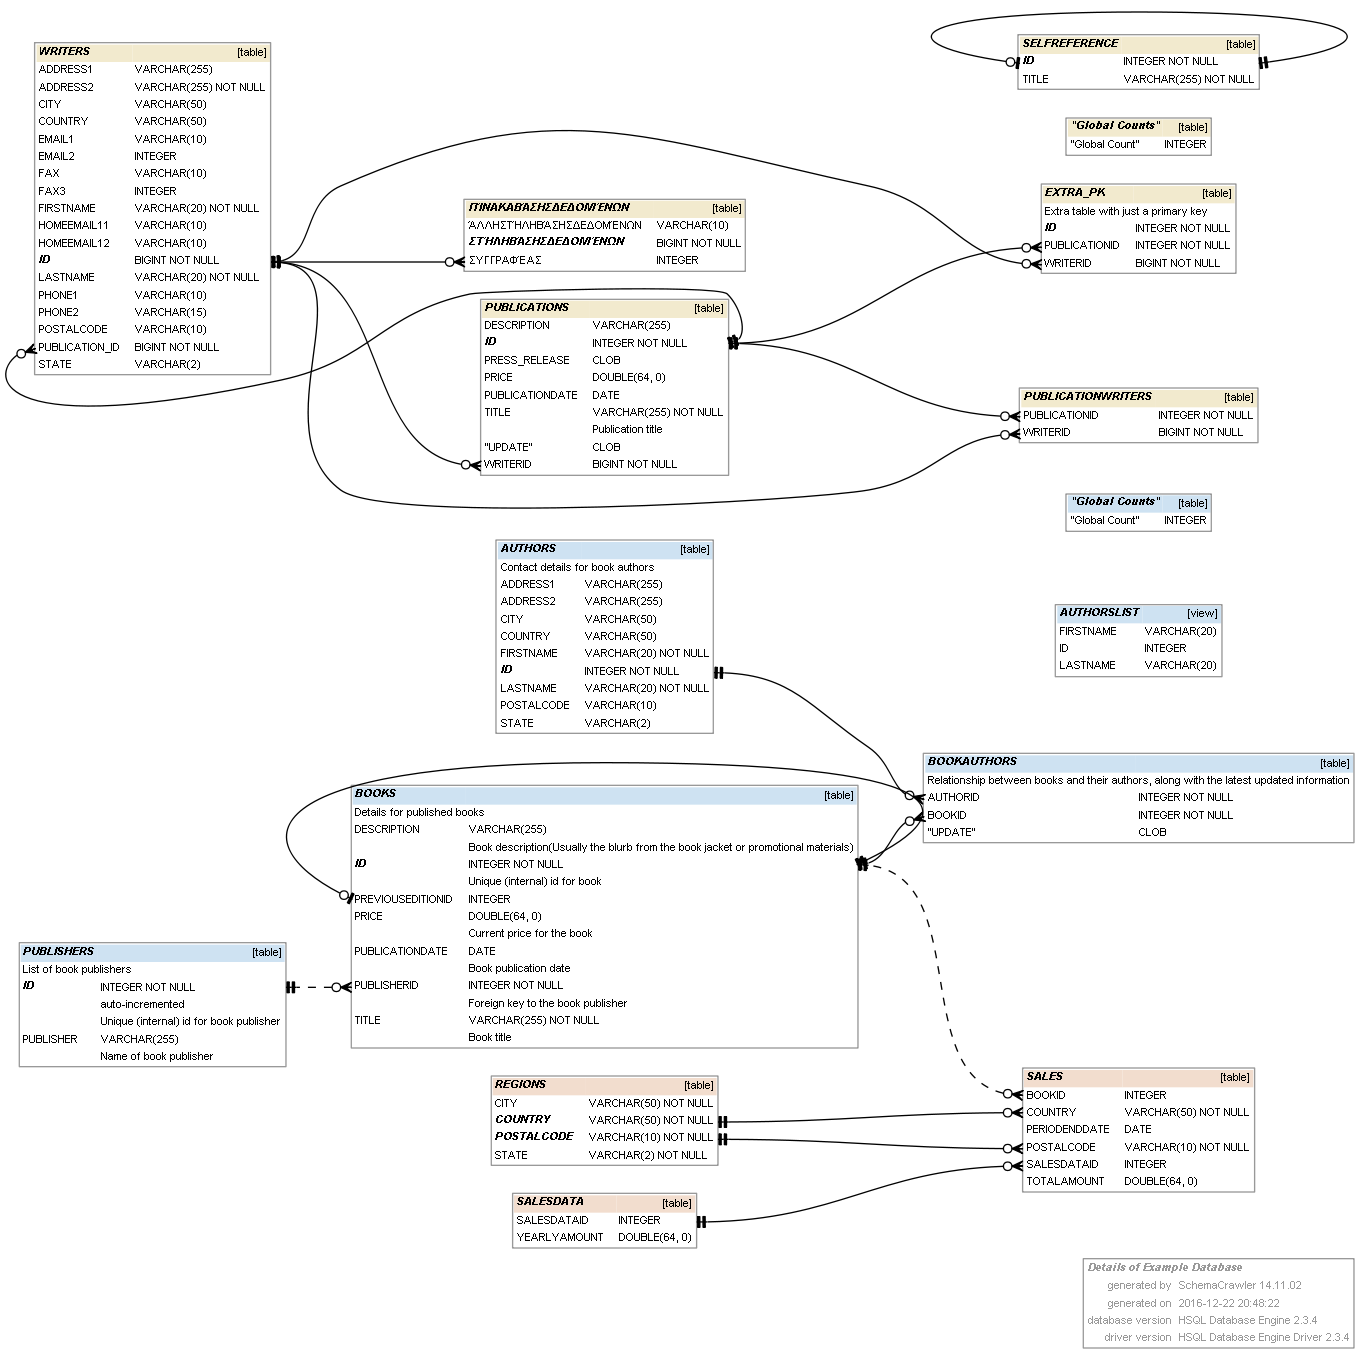 WRITERS [table]
ADDRESS1 VARCHAR(255)
ADDRESS2 VARCHAR(255) NOT NULL
CITY VARCHAR(50)
COUNTRY VARCHAR(50)
EMAIL1 VARCHAR(10)
EMAIL2 INTEGER
FAX VARCHAR(10)
FAX3 INTEGER
FIRSTNAME VARCHAR(20) NOT NULL
HOMEEMAIL11 VARCHAR(10)
HOMEEMAIL12 VARCHAR(10)
ID BIGINT NOT NULL
LASTNAME VARCHAR(20) NOT NULL
PHONE1 VARCHAR(10)
PHONE2 VARCHAR(15)
POSTALCODE VARCHAR(10)
PUBLICATION_ID BIGINT NOT NULL
STATE VARCHAR(2)
SELFREFERENCE [table]
ID INTEGER NOT NULL
TITLE VARCHAR(255) NOT NULL
"Global Counts" [table]
"Global Count" INTEGER
EXTRA_PK [table]
Extra table with just a primary key
ID INTEGER NOT NULL
PUBLICATIONID INTEGER NOT NULL
WRITERID BIGINT NOT NULL
ΠΊΝΑΚΑΒΆΣΗΣΔΕΔΟΜΈΝΩΝ [table]
ΆΛΛΗΣΤΉΛΗΒΆΣΗΣΔΕΔΟΜΈΝΩΝ VARCHAR(10)
ΣΤΉΛΗΒΆΣΗΣΔΕΔΟΜΈΝΩΝ BIGINT NOT NULL
ΣΥΓΓΡΑΦΈΑΣ INTEGER
PUBLICATIONS [table]
DESCRIPTION VARCHAR(255)
ID INTEGER NOT NULL
PRESS_RELEASE CLOB
PRICE DOUBLE(64, 0)
PUBLICATIONDATE DATE
TITLE VARCHAR(255) NOT NULL
Publication title
"UPDATE" CLOB
WRITERID BIGINT NOT NULL
PUBLICATIONWRITERS [table]
PUBLICATIONID INTEGER NOT NULL
WRITERID BIGINT NOT NULL
"Global Counts" [table]
"Global Count" INTEGER
AUTHORS [table]
Contact details for book authors
ADDRESS1 VARCHAR(255)
ADDRESS2 VARCHAR(255)
CITY VARCHAR(50)
COUNTRY VARCHAR(50)
FIRSTNAME VARCHAR(20) NOT NULL
ID INTEGER NOT NULL
LASTNAME VARCHAR(20) NOT NULL
POSTALCODE VARCHAR(10)
STATE VARCHAR(2)
AUTHORSLIST [view]
FIRSTNAME VARCHAR(20)
ID INTEGER
LASTNAME VARCHAR(20)
BOOKAUTHORS [table]
Relationship between books and their authors, along with the latest updated information
AUTHORID INTEGER NOT NULL
BOOKID INTEGER NOT NULL
"UPDATE" CLOB
BOOKS [table]
Details for published books
DESCRIPTION VARCHAR(255)
Book description(Usually the blurb from the book jacket or promotional materials)
ID INTEGER NOT NULL
Unique (internal) id for book
PREVIOUSEDITIONID INTEGER
PRICE DOUBLE(64, 0)
Current price for the book
PUBLICATIONDATE DATE
Book publication date
PUBLISHERID INTEGER NOT NULL
Foreign key to the book publisher
TITLE VARCHAR(255) NOT NULL
Book title
PUBLISHERS [table]
List of book publishers
ID INTEGER NOT NULL
auto-incremented
Unique (internal) id for book publisher
PUBLISHER VARCHAR(255)
Name of book publisher
REGIONS [table]
CITY VARCHAR(50) NOT NULL
COUNTRY VARCHAR(50) NOT NULL
POSTALCODE VARCHAR(10) NOT NULL
STATE VARCHAR(2) NOT NULL
SALES [table]
BOOKID INTEGER
COUNTRY VARCHAR(50) NOT NULL
PERIODENDDATE DATE
POSTALCODE VARCHAR(10) NOT NULL
SALESDATAID INTEGER
TOTALAMOUNT DOUBLE(64, 0)
SALESDATA [table]
SALESDATAID INTEGER
YEARLYAMOUNT DOUBLE(64, 0)
Details of Example Database
generated by SchemaCrawler 14.11.02
generated on 2016-12-22 20:48:22
database version HSQL Database Engine 2.3.4
driver version HSQL Database Engine Driver 2.3.4